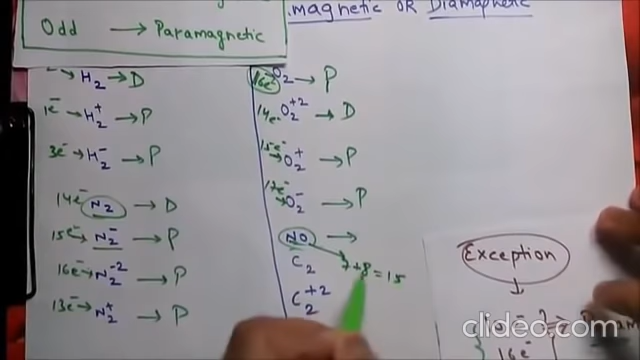 Magnetic OR Diamagnetic
Odd → Paramagnetic
H2 → D
1e⁻ → H2⁺ → P
3e⁻ → H2⁻ → P
14e⁻ N2 → D
15e⁻ → N2⁻ → P
16e⁻ → N2⁻² → P
13e⁻ → N2⁺ → P
16e⁻ O2 → P
14e⁻ O2⁺² → D
15e⁻ → O2⁺ → P
17e⁻ → O2⁻ → P
NO →
7+8=15
C2
C2⁺²
Exception
16e⁻
clideo.com